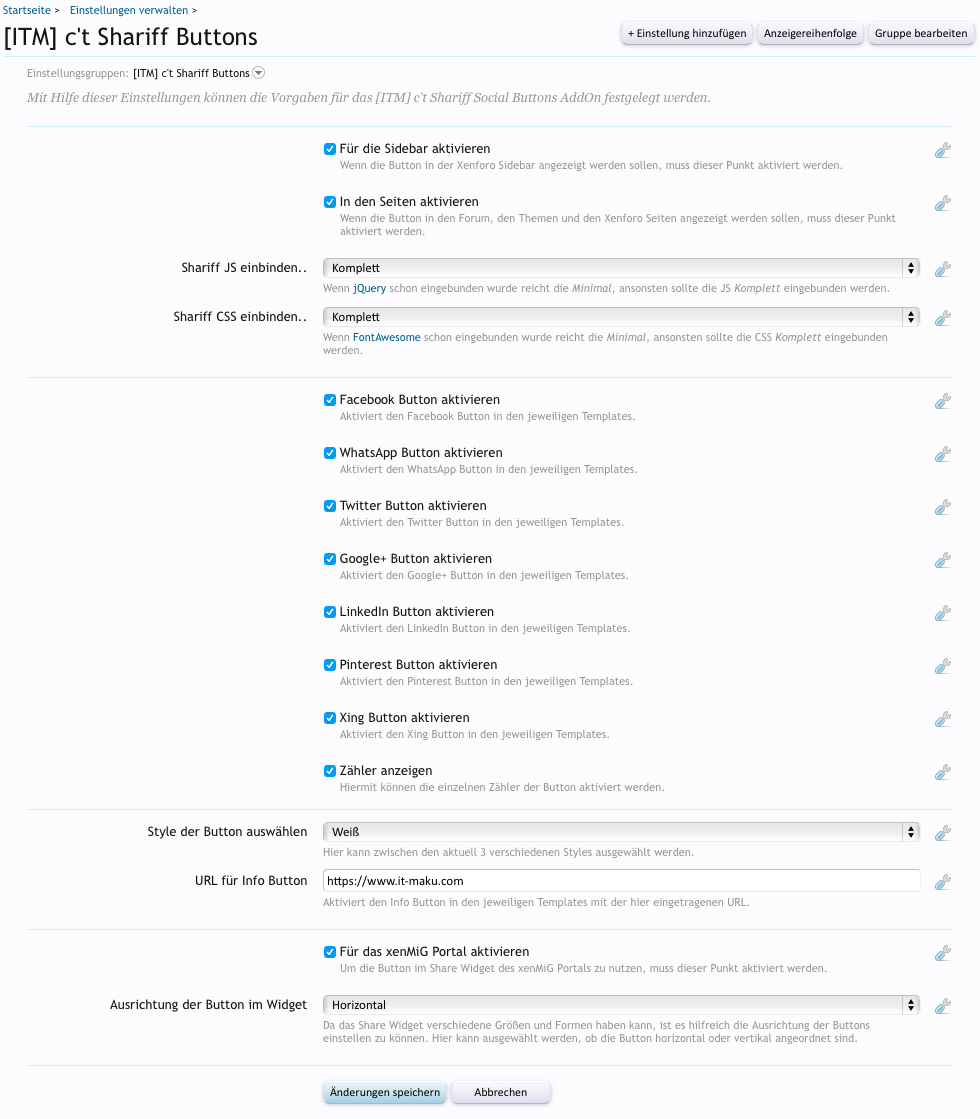 Startseite > Einstellungen verwalten >
[ITM] c't Shariff Buttons
+ Einstellung hinzufügen Anzeigereihenfolge Gruppe bearbeiten
Einstellungsgruppen: [ITM] c't Shariff Buttons
Mit Hilfe dieser Einstellungen können die Vorgaben für das [ITM] c't Shariff Social Buttons AddOn festgelegt werden.
Für die Sidebar aktivieren
Wenn die Button in der Xenforo Sidebar angezeigt werden sollen, muss dieser Punkt aktiviert werden.
In den Seiten aktivieren
Wenn die Button in den Forum, den Themen und den Xenforo Seiten angezeigt werden sollen, muss dieser Punkt
aktiviert werden.
Shariff JS einbinden.. Komplett
Wenn jQuery schon eingebunden wurde reicht die Minimal, ansonsten sollte die JS Komplett eingebunden werden.
Shariff CSS einbinden.. Komplett
Wenn FontAwesome schon eingebunden wurde reicht die Minimal, ansonsten sollte die CSS Komplett eingebunden
werden.
Facebook Button aktivieren
Aktiviert den Facebook Button in den jeweiligen Templates.
WhatsApp Button aktivieren
Aktiviert den WhatsApp Button in den jeweiligen Templates.
Twitter Button aktivieren
Aktiviert den Twitter Button in den jeweiligen Templates.
Google+ Button aktivieren
Aktiviert den Google+ Button in den jeweiligen Templates.
LinkedIn Button aktivieren
Aktiviert den LinkedIn Button in den jeweiligen Templates.
Pinterest Button aktivieren
Aktiviert den Pinterest Button in den jeweiligen Templates.
Xing Button aktivieren
Aktiviert den Xing Button in den jeweiligen Templates.
Zähler anzeigen
Hiermit können die einzelnen Zähler der Button aktiviert werden.
Style der Button auswählen Weiß
Hier kann zwischen den aktuell 3 verschiedenen Styles ausgewählt werden.
URL für Info Button https://www.it-maku.com
Aktiviert den Info Button in den jeweiligen Templates mit der hier eingetragenen URL.
Für das xenMiG Portal aktivieren
Um die Button im Share Widget des xenMiG Portals zu nutzen, muss dieser Punkt aktiviert werden.
Ausrichtung der Button im Widget Horizontal
Da das Share Widget verschiedene Größen und Formen haben kann, ist es hilfreich die Ausrichtung der Buttons
einstellen zu können. Hier kann ausgewählt werden, ob die Button horizontal oder vertikal angeordnet sind.
Änderungen speichern Abbrechen